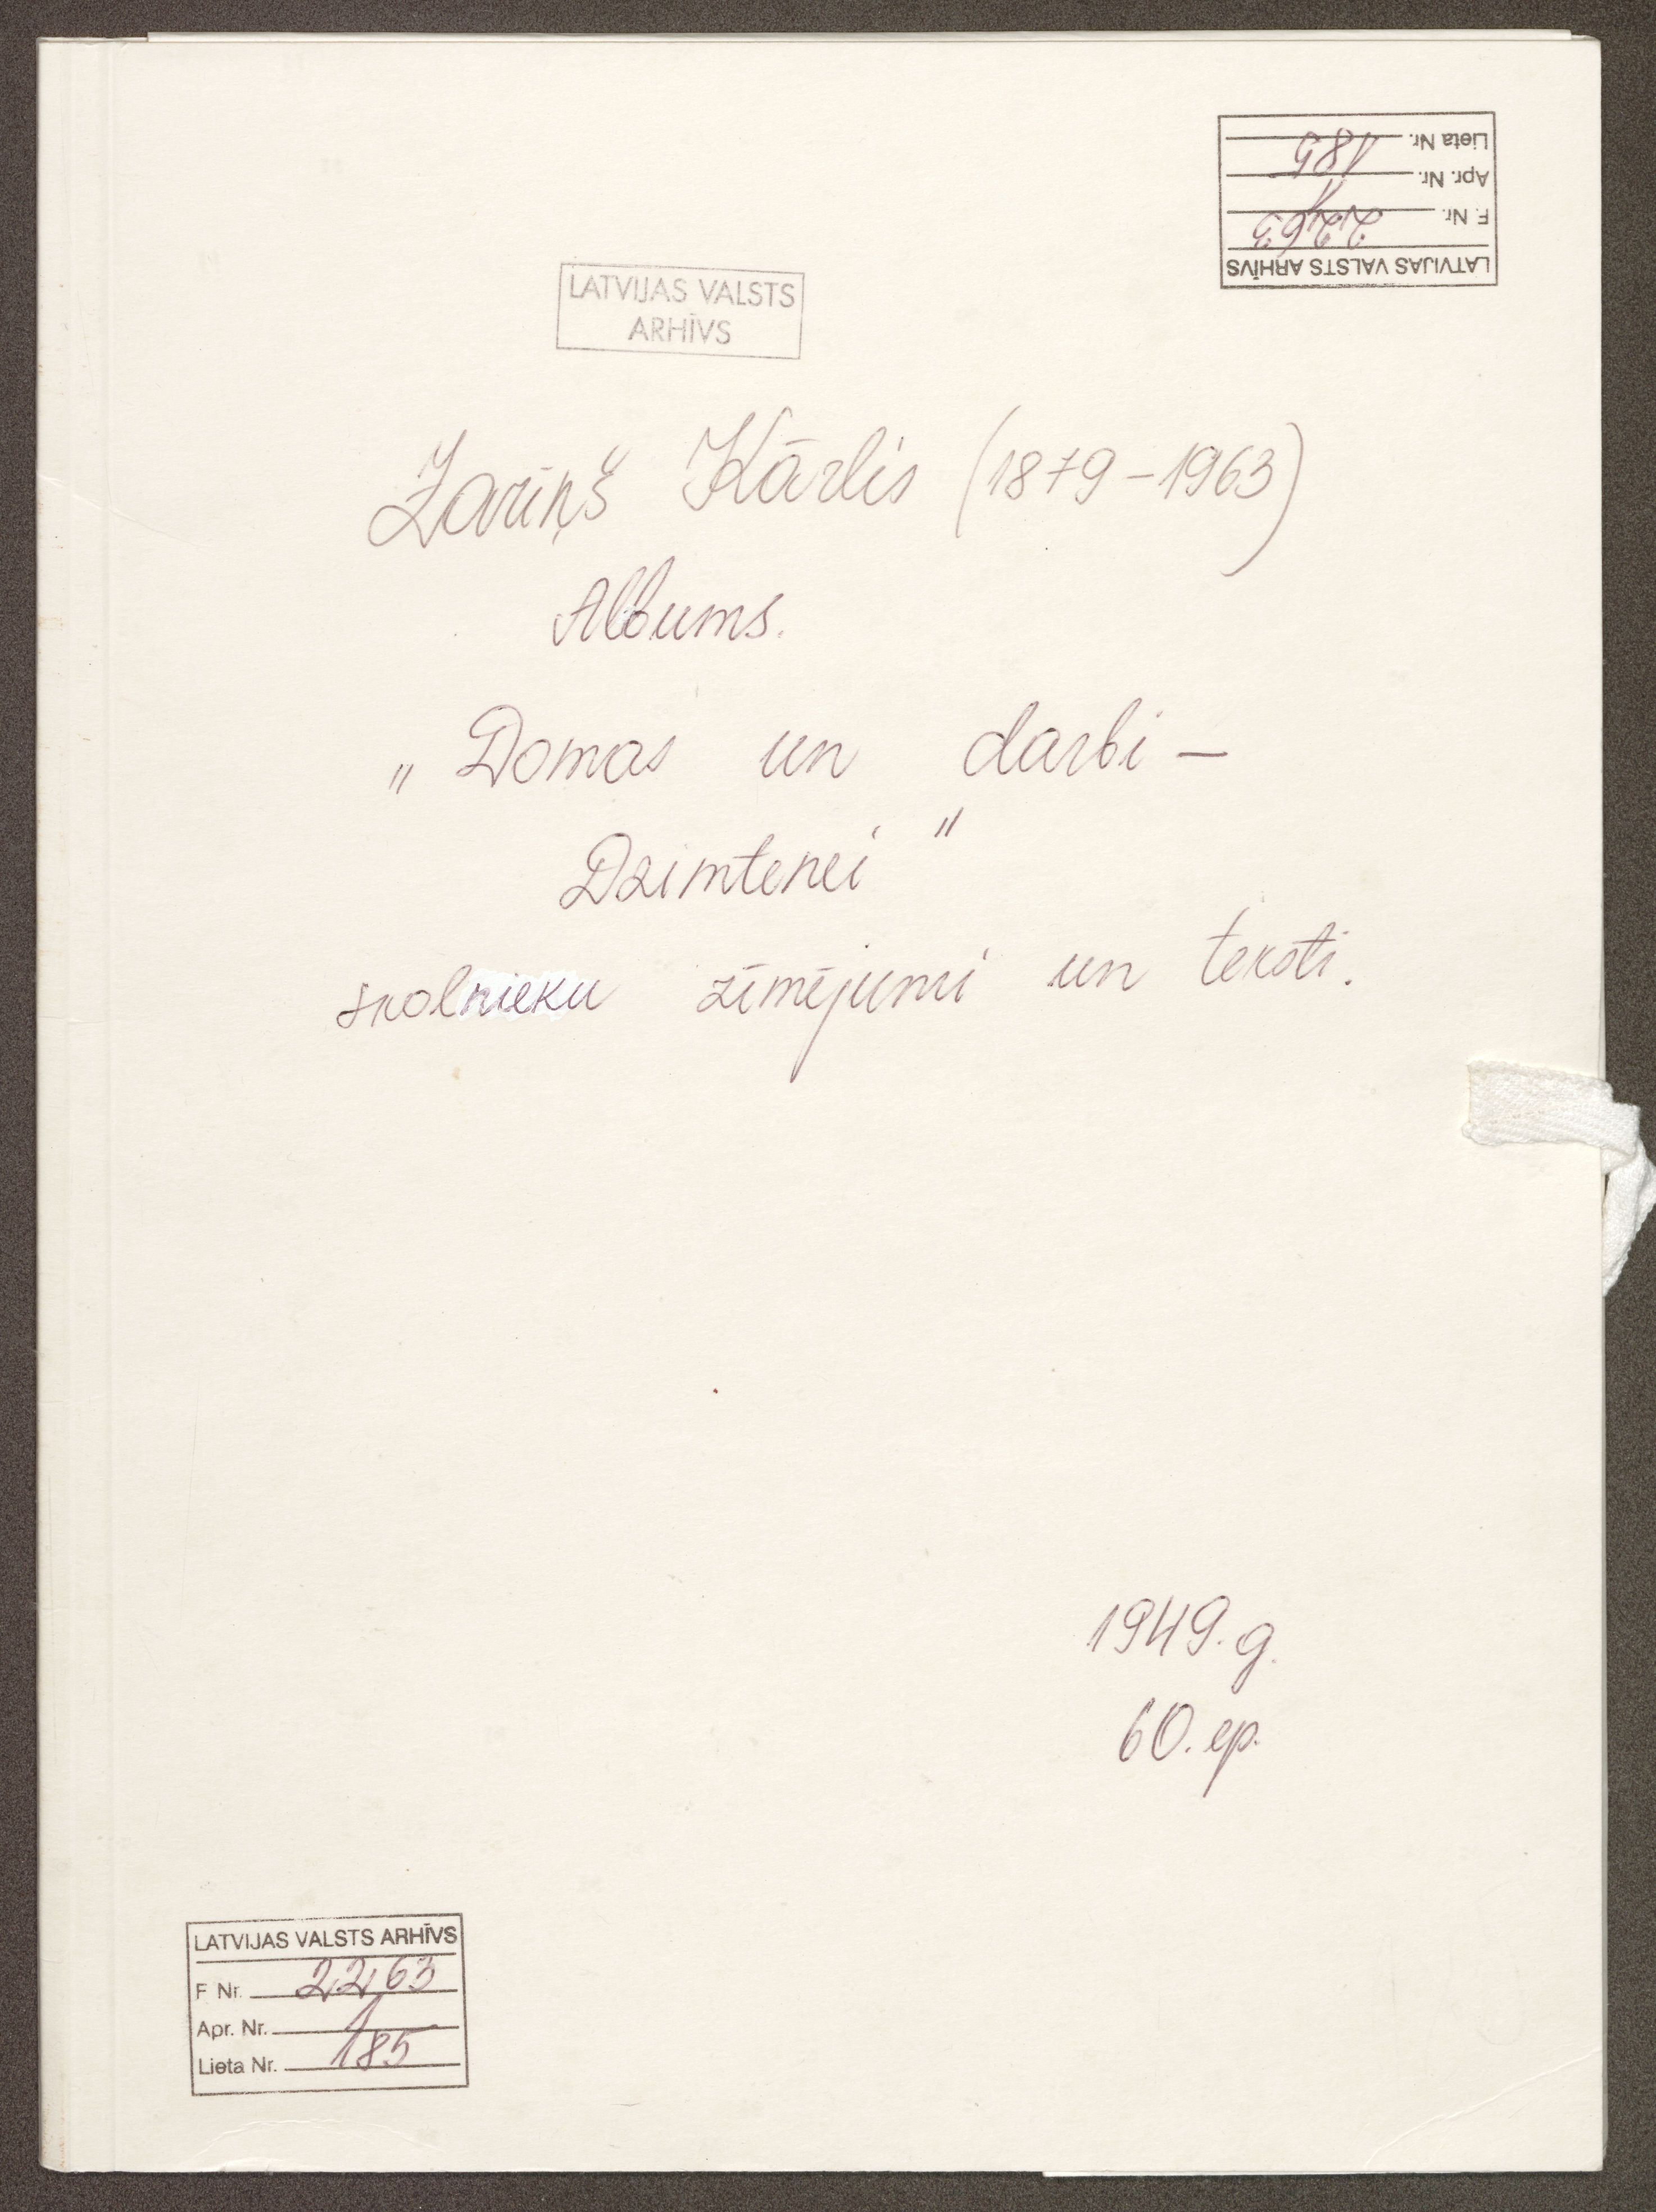 LATVIJAS VALSTS ARHĪVS
F. Nr. 2263
Apr. Nr. 1
Lieta Nr. 185
LATVIJAS VALSTS
ARHĪVS
Zariņš Kārlis (1879-1963)
Albums.
„Domas un darbi -
Dzimtenei"
skolnieku zīmējumi un teksti.
1949. g.
60. lp.
LATVIJAS VALSTS ARHĪVS
F Nr. 2263
Apr. Nr. 1
Lieta Nr. 185